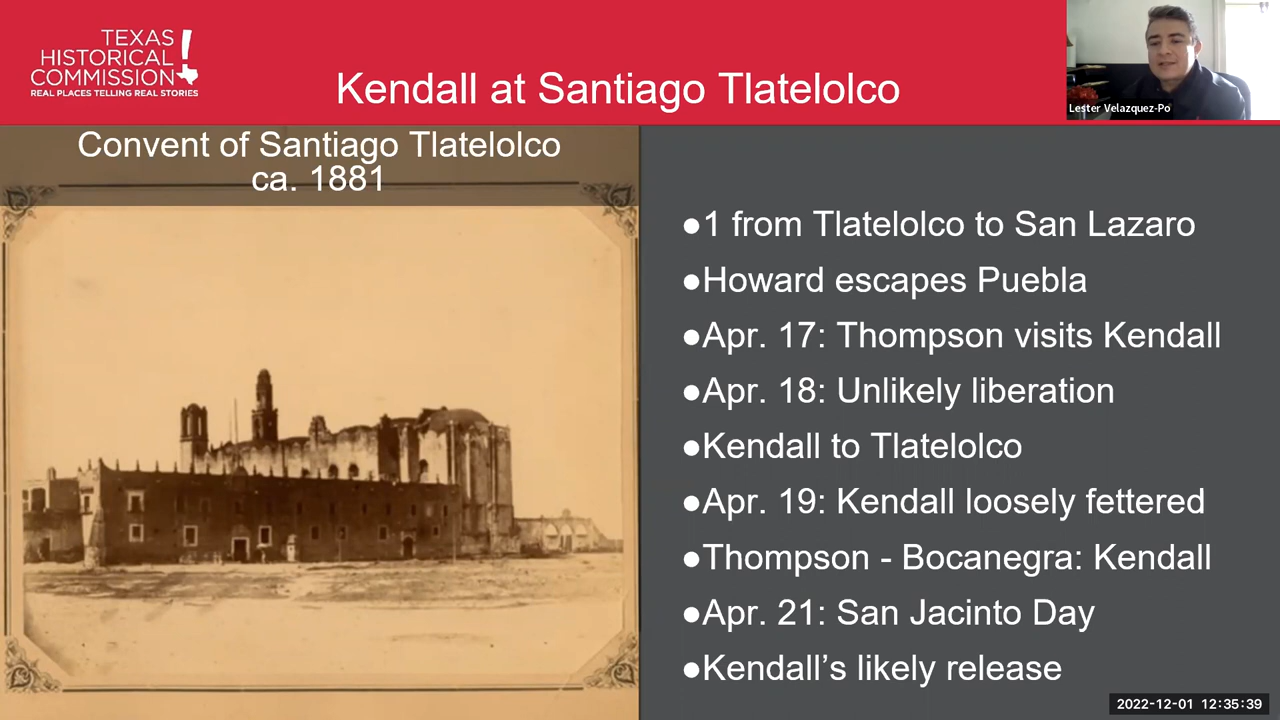 TEXAS
HISTORICAL
COMMISSION
REAL PLACES TELLING REAL STORIES
Kendall at Santiago Tlatelolco
Lester Velazquez-Po
Convent of Santiago Tlatelolco
ca. 1881
●1 from Tlatelolco to San Lazaro
●Howard escapes Puebla
●Apr. 17: Thompson visits Kendall
●Apr. 18: Unlikely liberation
●Kendall to Tlatelolco
●Apr. 19: Kendall loosely fettered
●Thompson - Bocanegra: Kendall
●Apr. 21: San Jacinto Day
●Kendall’s likely release
2022-12-01 12:35:39